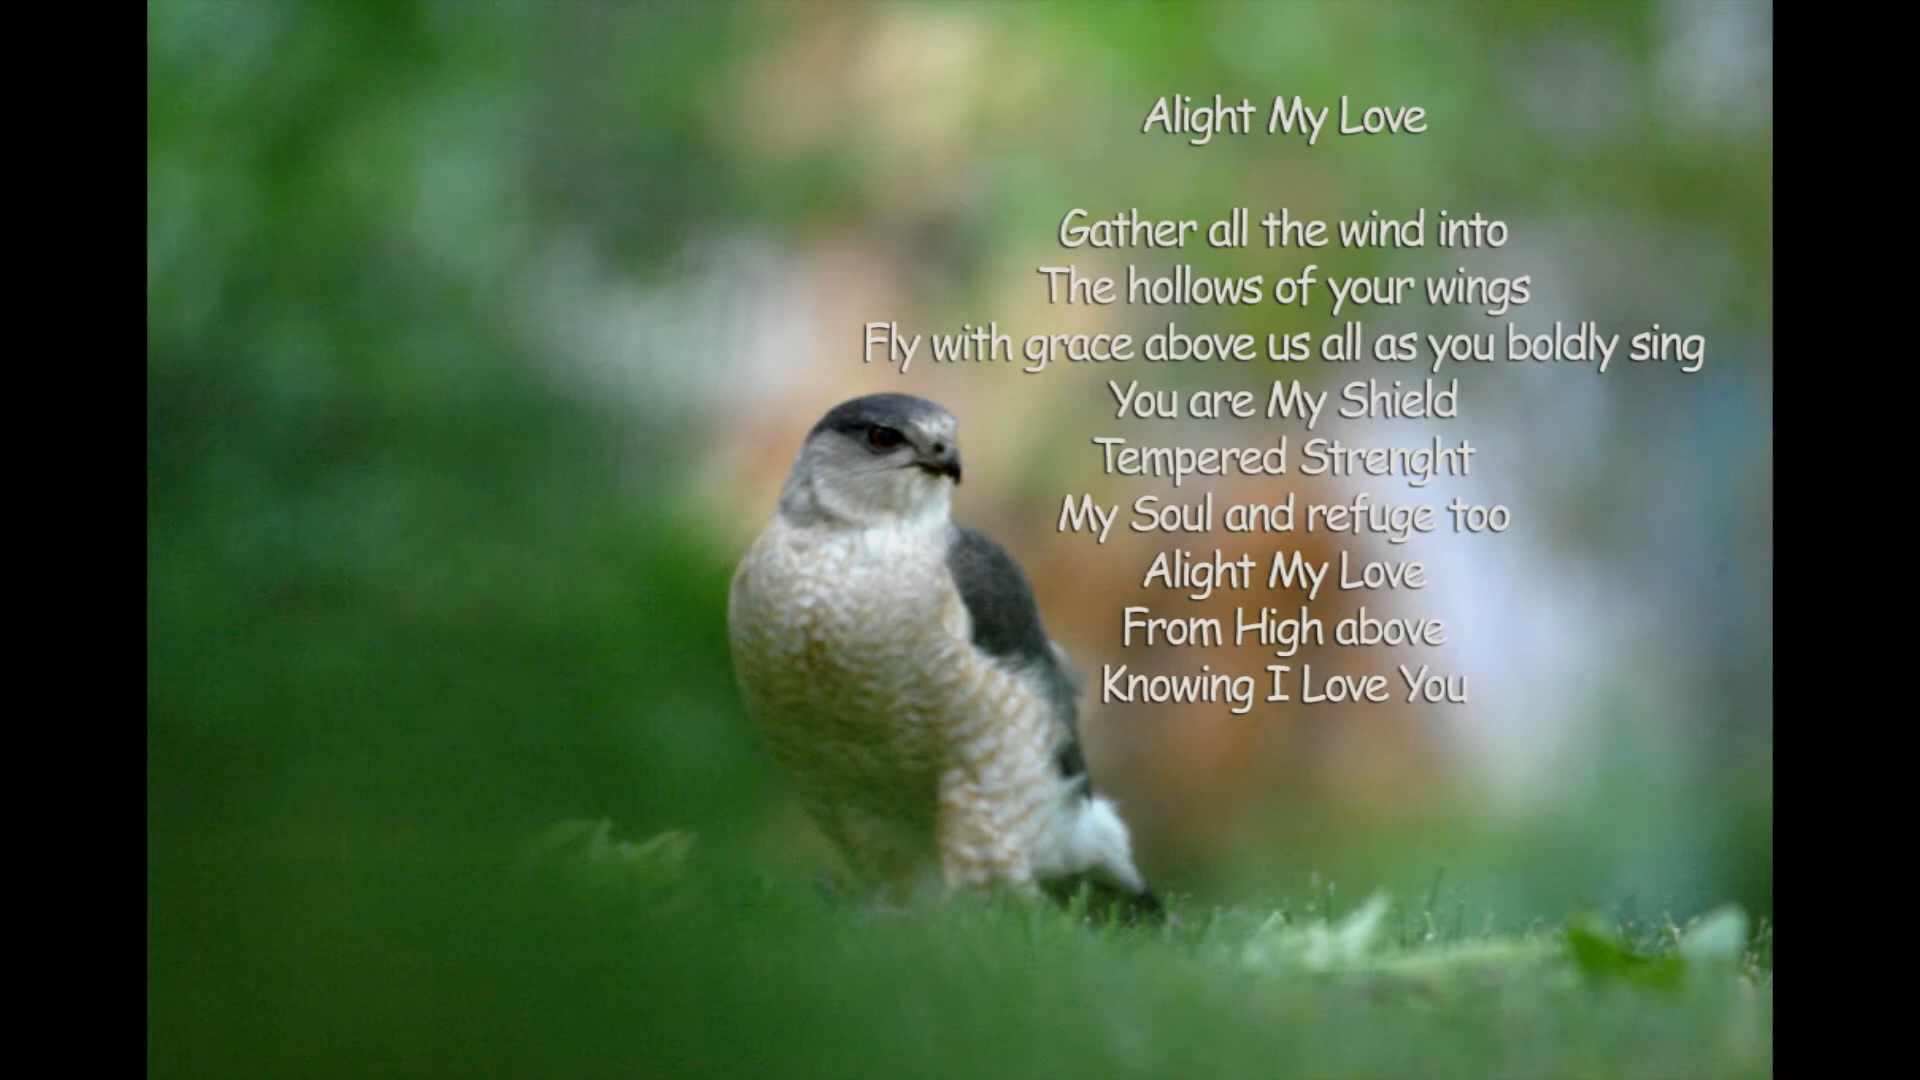 Alight My Love
Gather all the wind into
The hollows of your wings
Fly with grace above us all as you boldly sing
You are My Shield
Tempered Strenght
My Soul and refuge too
Alight My Love
From High above
Knowing I Love You